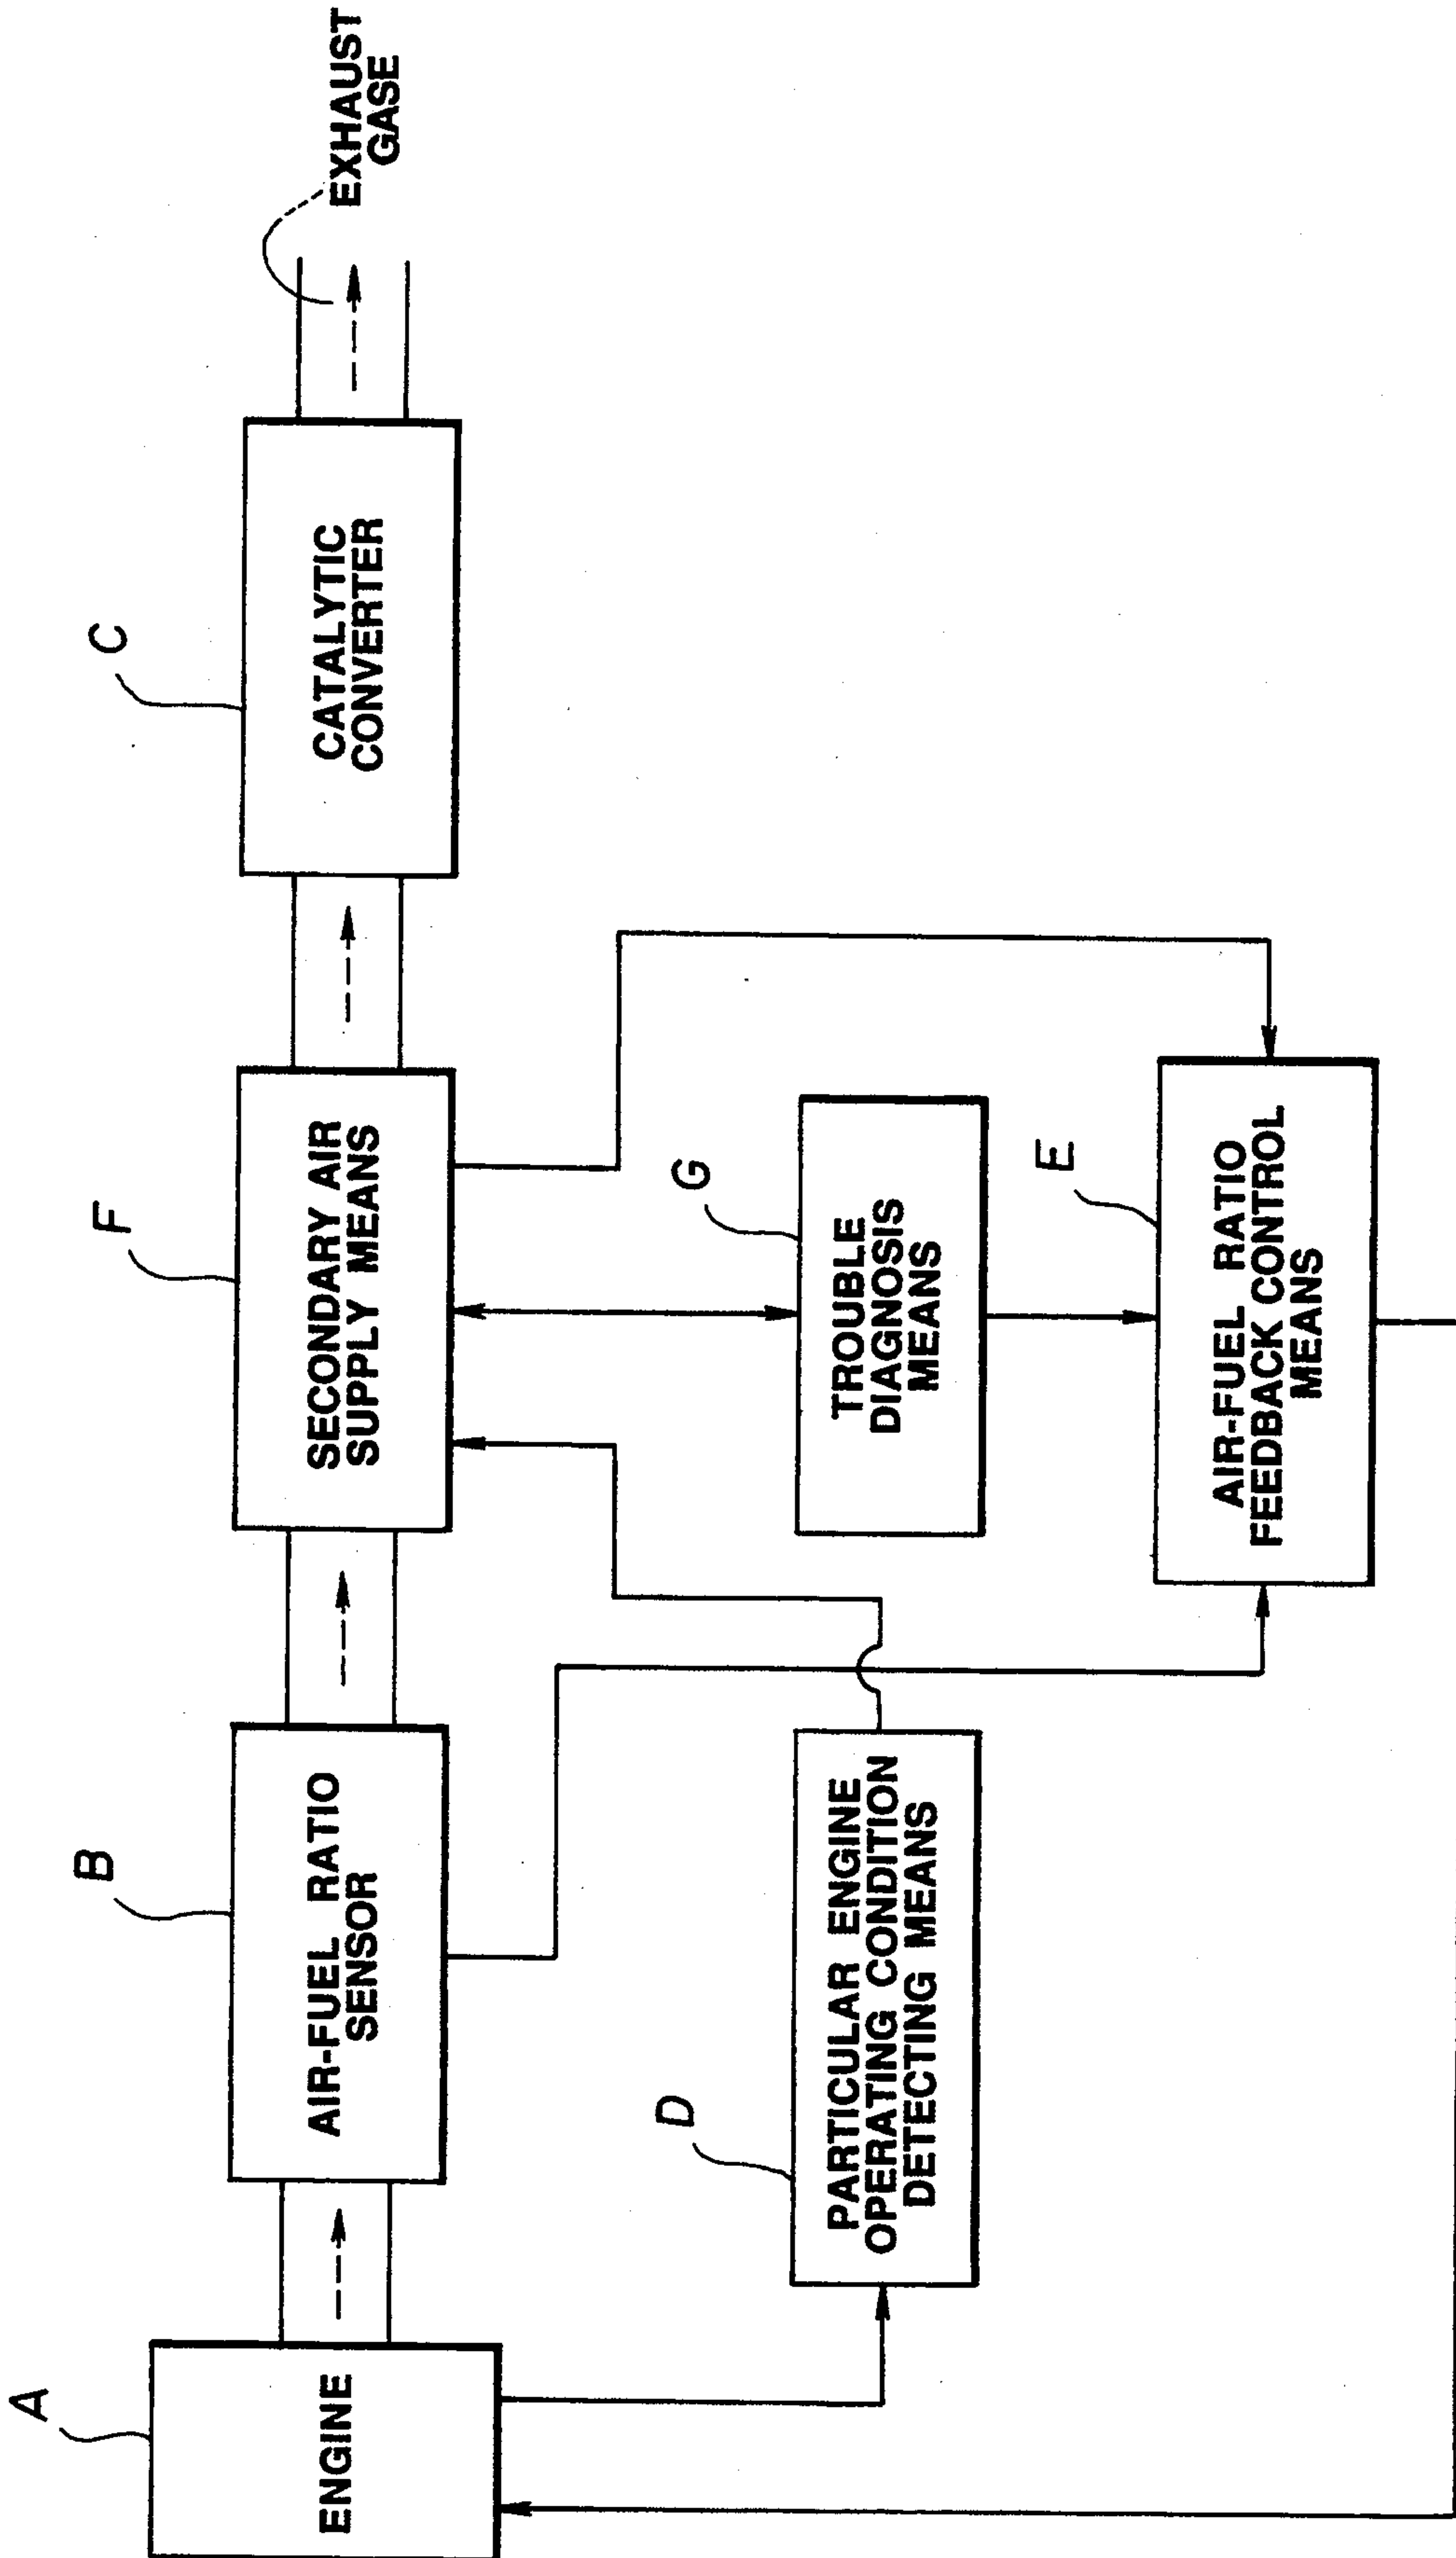 A
ENGINE
B
AIR-FUEL RATIO
SENSOR
F
SECONDARY AIR
SUPPLY MEANS
C
CATALYTIC
CONVERTER
EXHAUST
GASE
D
PARTICULAR ENGINE
OPERATING CONDITION
DETECTING MEANS
G
TROUBLE
DIAGNOSIS
MEANS
E
AIR-FUEL RATIO
FEEDBACK CONTROL
MEANS